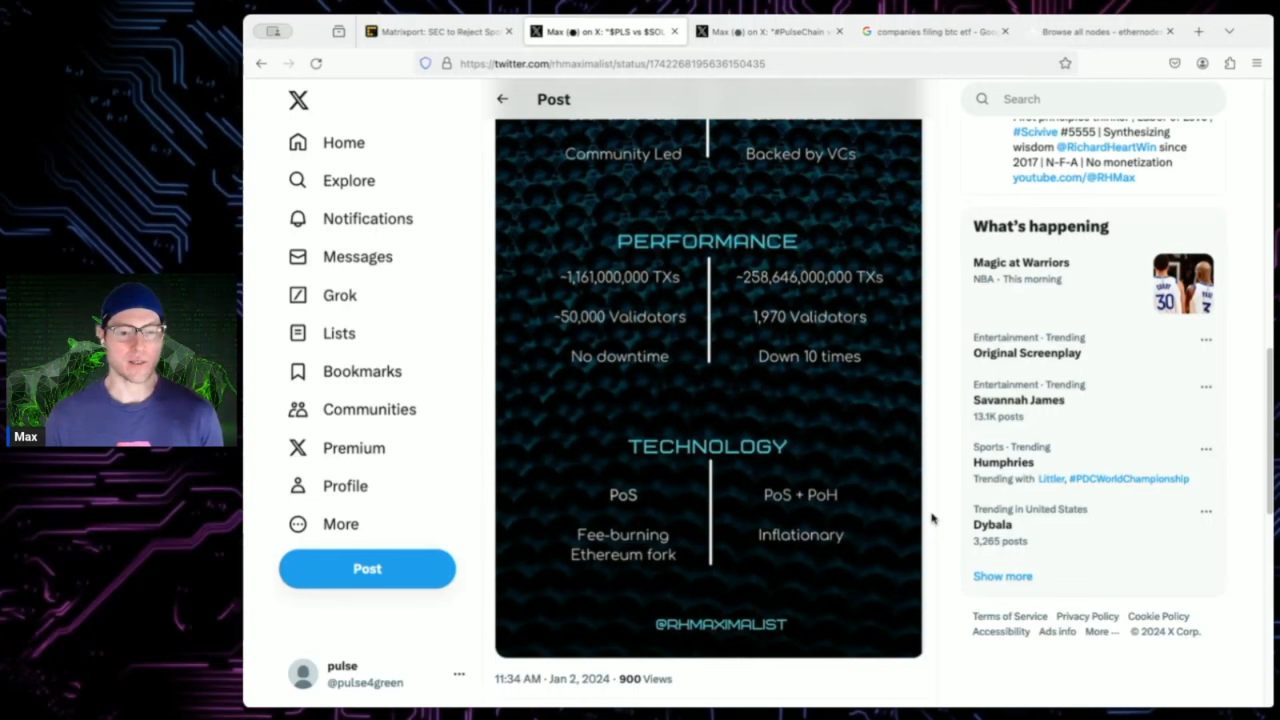 Matrixport: SEC to Reject Spo
Max (●) on X: "$PLS vs $SOL
Max (●) on X: "#PulseChain v
companies filing btc etf - Goo
Browse all nodes - ethernode
https://twitter.com/rhmaximalist/status/1742268195636150435
Home
Explore
Notifications
Messages
Grok
Lists
Bookmarks
Communities
Premium
Profile
More
Post
pulse
@pulse4green
Max
Post
Community Led
Backed by VCs
PERFORMANCE
~1,161,000,000 TXs
~258,646,000,000 TXs
~50,000 Validators
1,970 Validators
No downtime
Down 10 times
TECHNOLOGY
PoS
PoS + PoH
Fee-burning
Ethereum fork
Inflationary
@RHMAXIMALIST
11:34 AM · Jan 2, 2024 · 900 Views
Search
#Scivive #5555 | Synthesizing
wisdom @RichardHeartWin since
2017 | N-F-A | No monetization
youtube.com/@RHMax
What's happening
Magic at Warriors
NBA · This morning
Entertainment · Trending
Original Screenplay
Entertainment · Trending
Savannah James
13.1K posts
Sports · Trending
Humphries
Trending with Littler, #PDCWorldChampionship
Trending in United States
Dybala
3,265 posts
Show more
Terms of Service Privacy Policy Cookie Policy
Accessibility Ads info More ··· © 2024 X Corp.